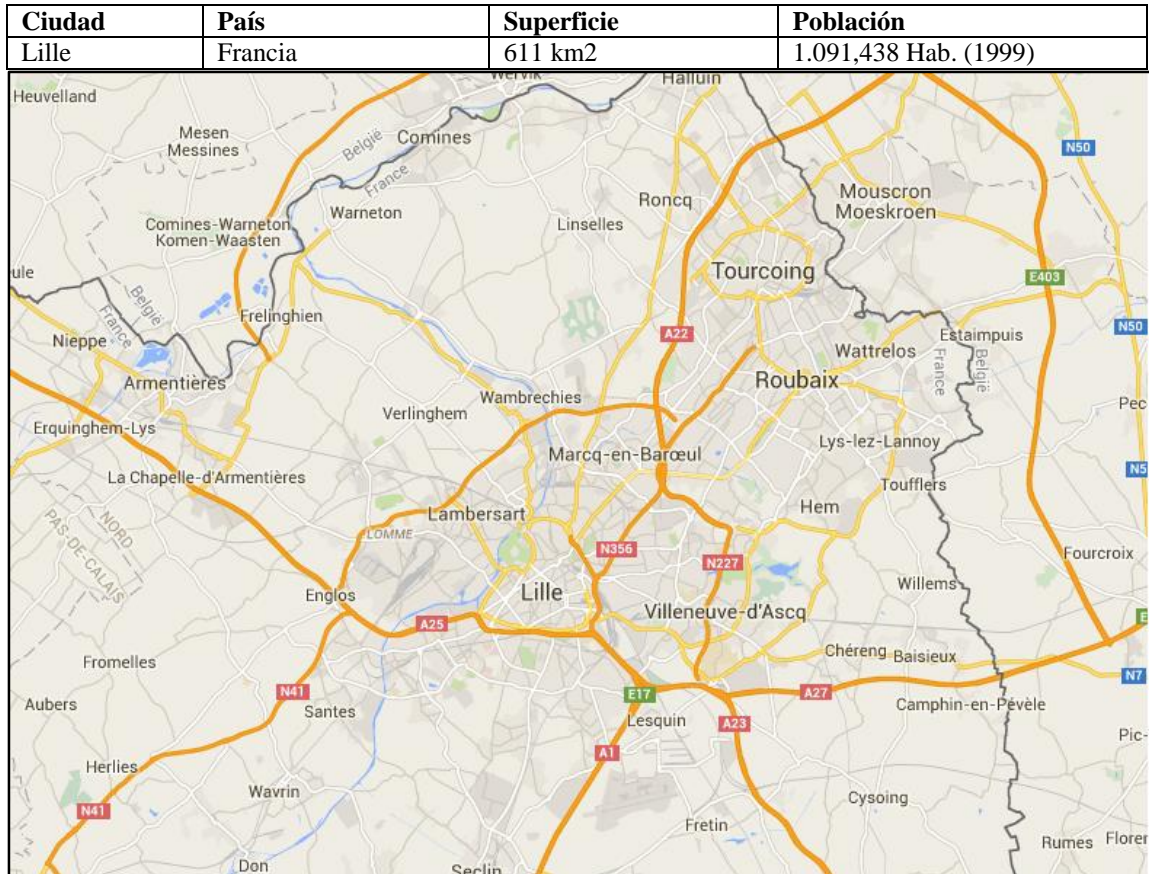 Ciudad País Superficie Población
Lille Francia 611 km2 1.091,438 Hab. (1999)
Wervik
Halluin
Heuvelland
Mesen
Messines
België
France
Comines
N50
Roncq
Mouscron
Moeskroen
Warneton
Linselles
Comines-Warneton
Komen-Waasten
Tourcoing
E403
België
France
Frelinghien
A22
N50
Estaimpuis
Nieppe
Wattrelos
France
België
Armentières
Roubaix
Wambrechies
Verlinghem
Pec
Erquinghem-Lys
Lys-lez-Lannoy
Marcq-en-Barœul
N5
La Chapelle-d'Armentières
Toufflers
Hem
Lambersart
NORD
PAS-DE-CALAIS
LOMME
N356
N227
Fourcroix
Willems
Englos
Lille
Villeneuve-d'Ascq
E
A25
Chéreng
Baisieux
Fromelles
N7
N41
E17
A27
Aubers
Santes
Lesquin
A23
Camphin-en-Pévèle
A1
Pic-
Herlies
Wavrin
N41
Cysoing
Fretin
Rumes
Florer
Don
Seclin